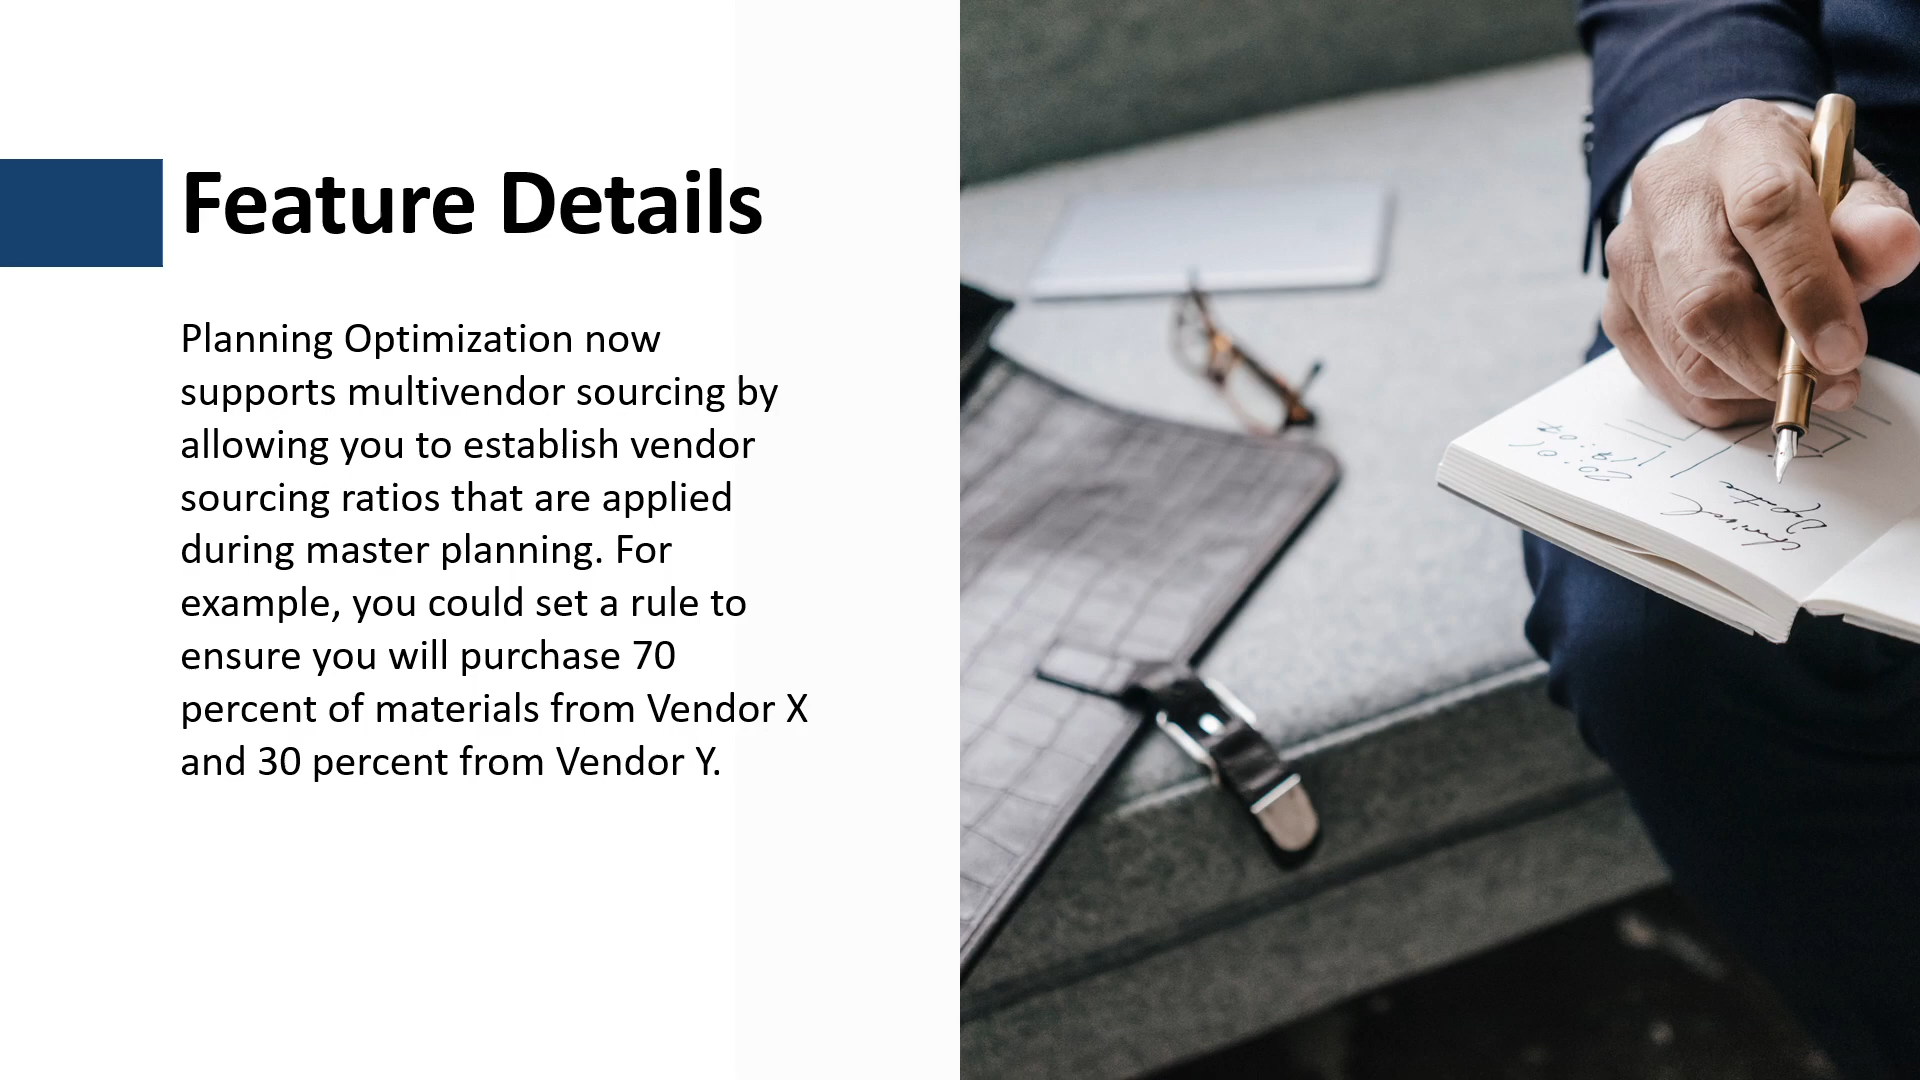 Feature Details
Planning Optimization now
supports multivendor sourcing by
allowing you to establish vendor
sourcing ratios that are applied
during master planning. For
example, you could set a rule to
ensure you will purchase 70
percent of materials from Vendor X
and 30 percent from Vendor Y.